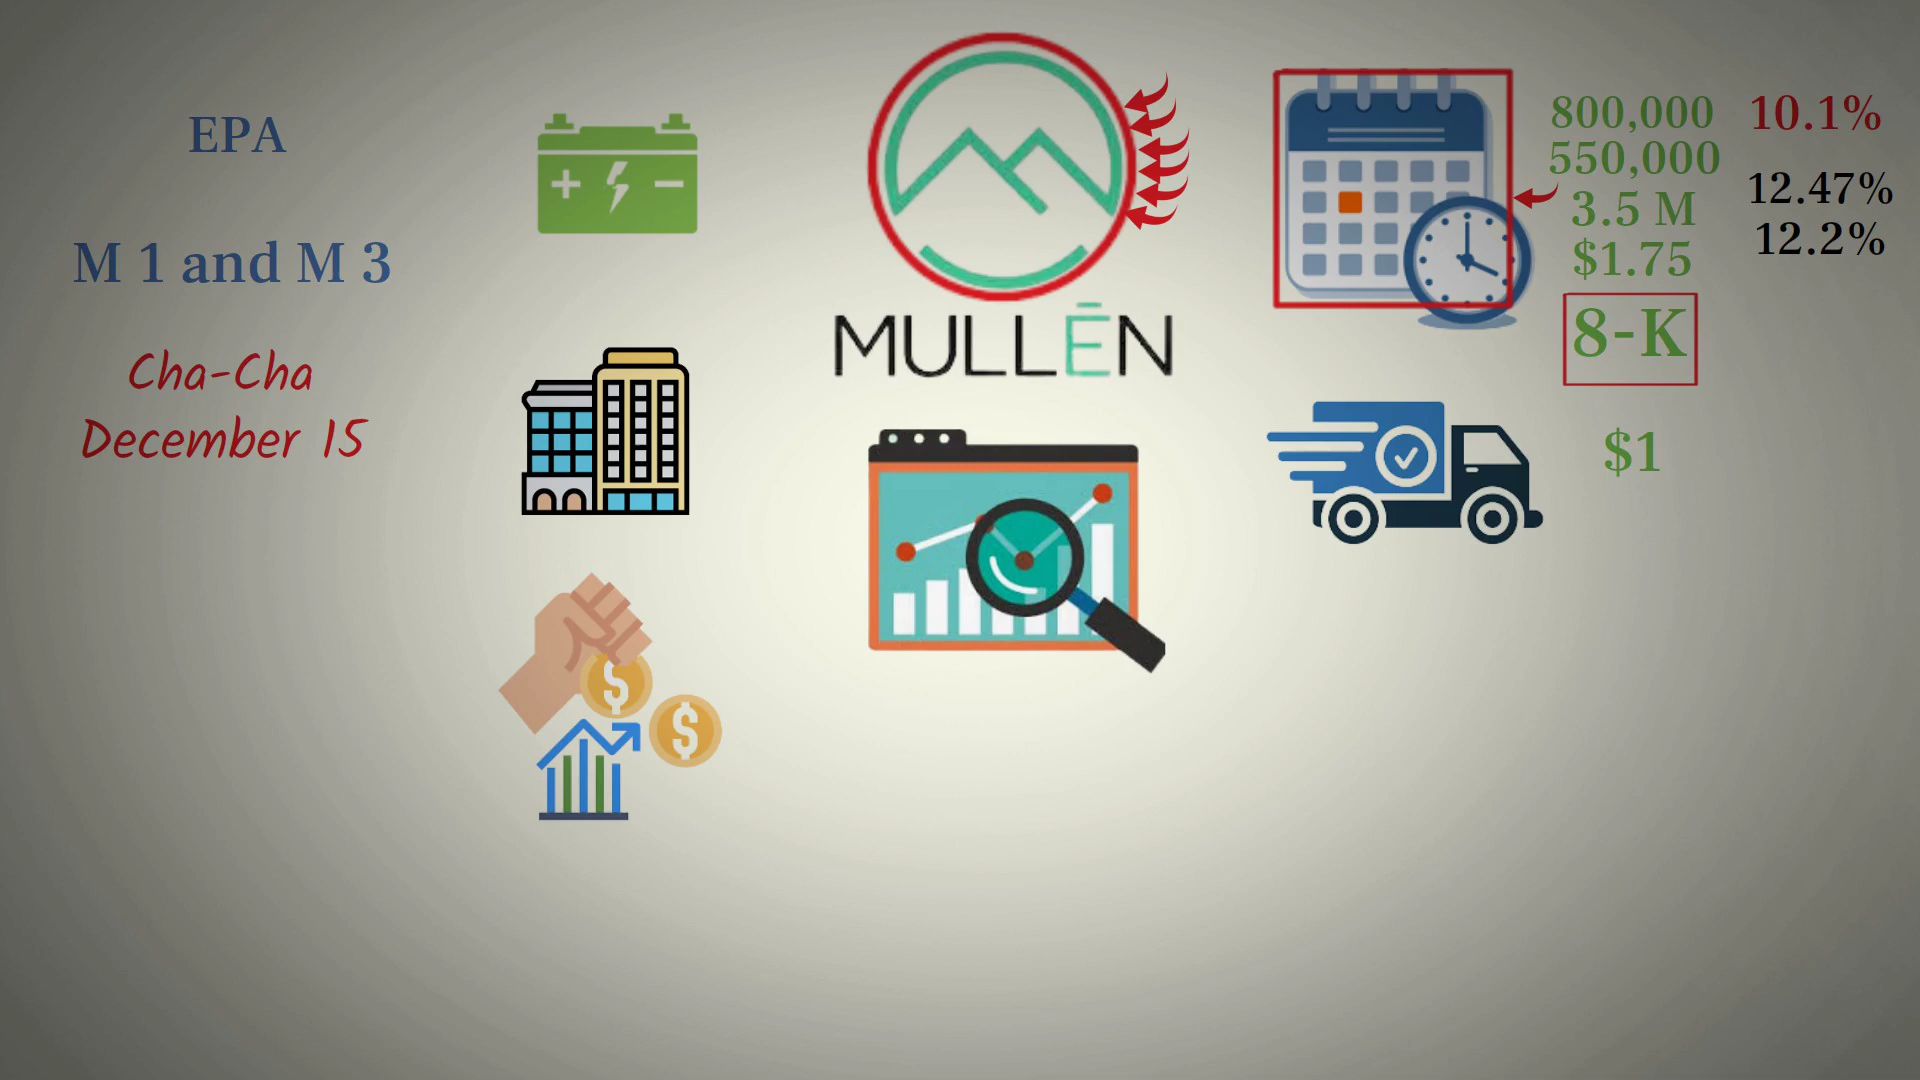 EPA
M 1 and M 3
Cha-Cha
December 15
MULLĒN
800,000
550,000
3.5 M
$1.75
8-K
$1
10.1%
12.47%
12.2%
$
$